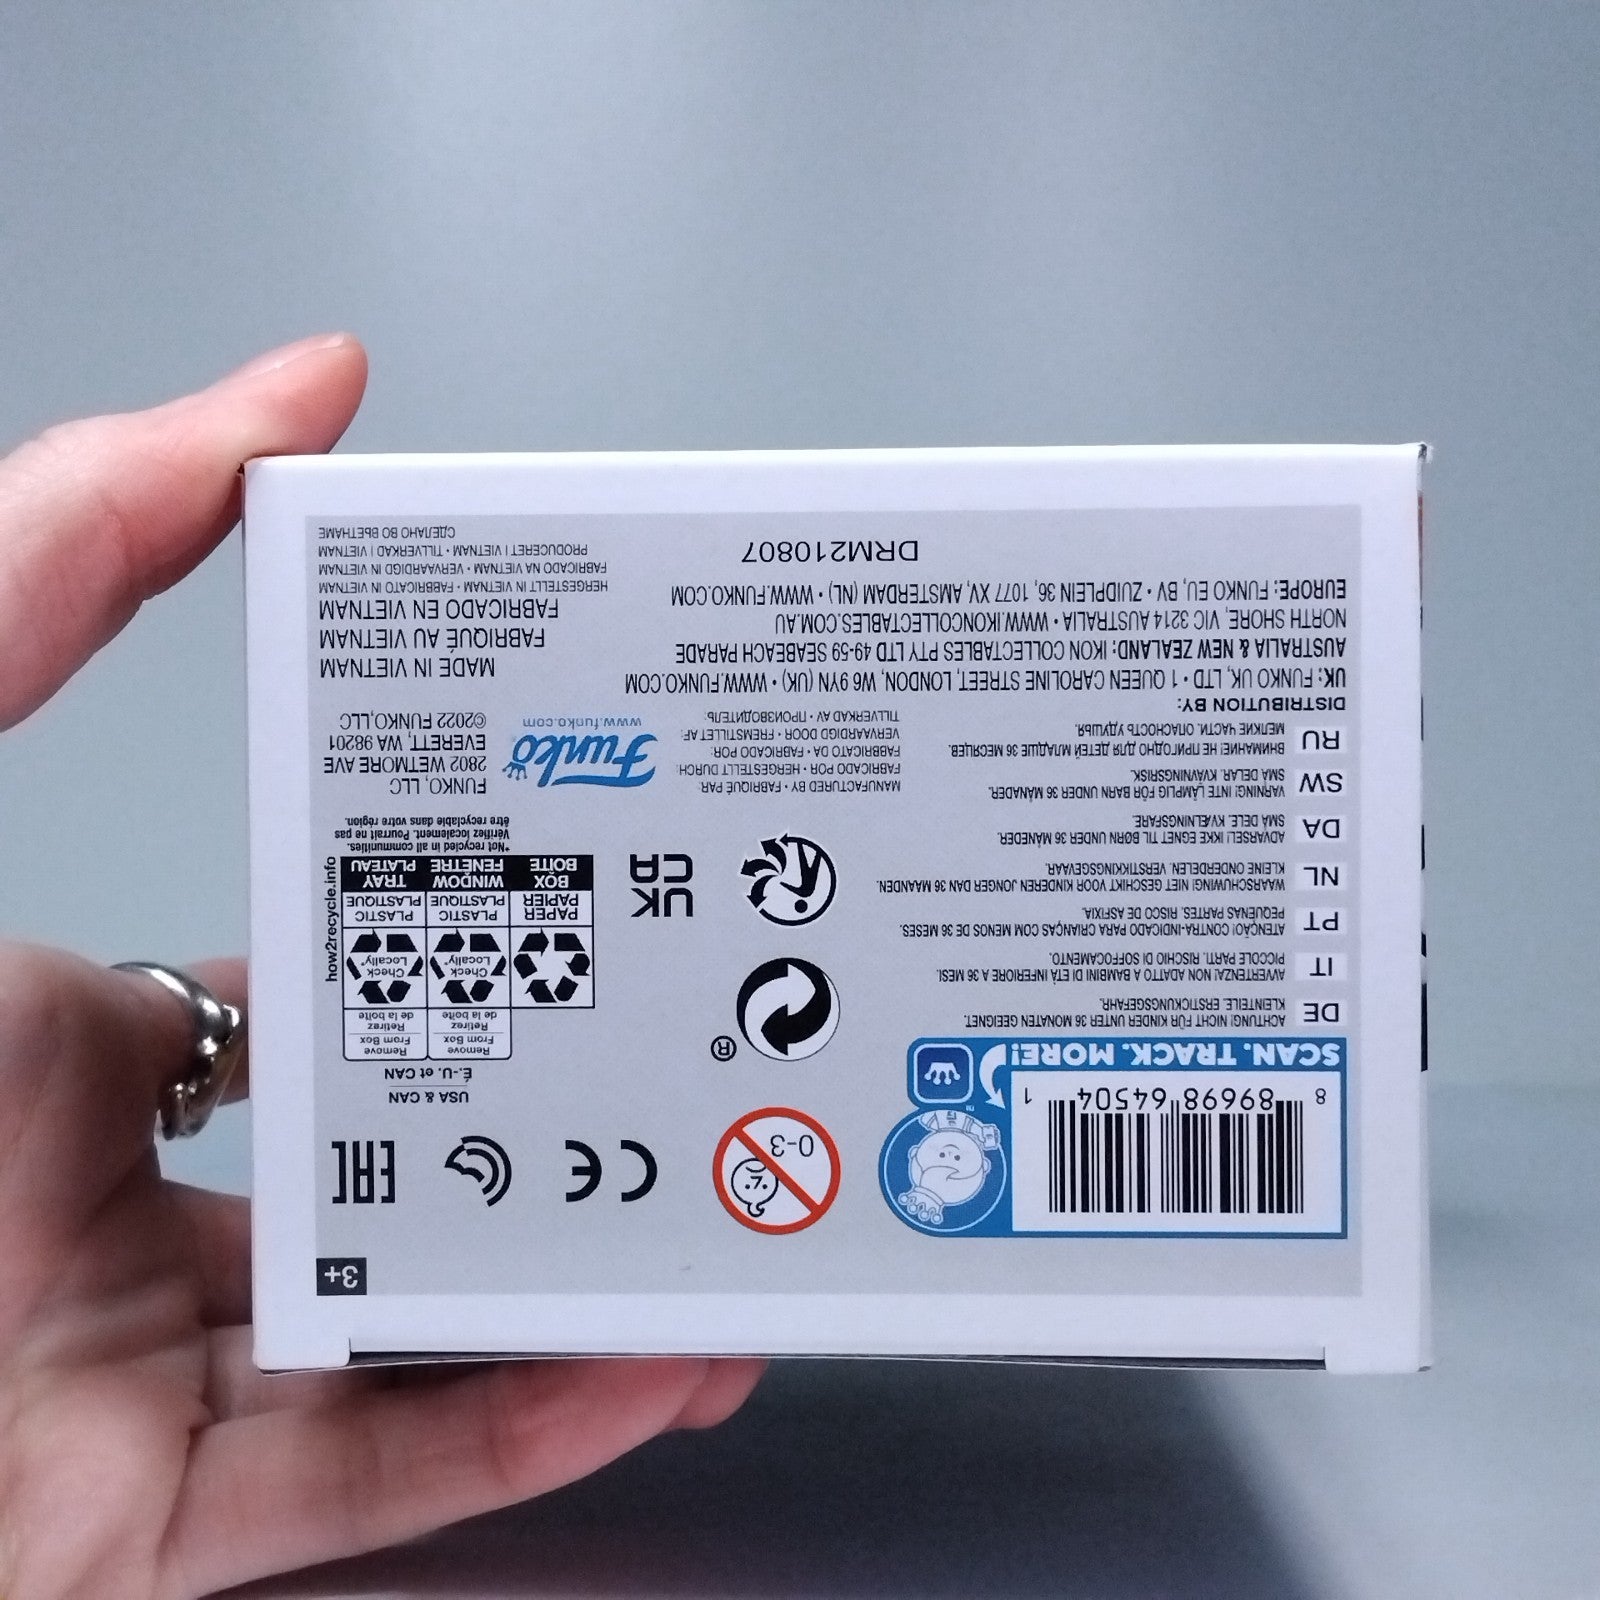 3+
8 89698 64504 1
SCAN. TRACK. MORE!
TM
0-3
CE
EAC
DE
ACHTUNG! NICHT FÜR KINDER UNTER 36 MONATEN GEEIGNET.
KLEINTEILE. ERSTICKUNGSGEFAHR.
IT
AVVERTENZA! NON ADATTO A BAMBINI DI ETÀ INFERIORE A 36 MESI.
PICCOLE PARTI. RISCHIO DI SOFFOCAMENTO.
PT
ATENÇÃO! CONTRA-INDICADO PARA CRIANÇAS COM MENOS DE 36 MESES.
PEQUENAS PARTES. RISCO DE ASFIXIA.
NL
WAARSCHUWING! NIET GESCHIKT VOOR KINDEREN JONGER DAN 36 MAANDEN.
KLEINE ONDERDELEN. VERSTIKKINGSGEVAAR.
DA
ADVARSEL! IKKE EGNET TIL BØRN UNDER 36 MÅNEDER.
SMÅ DELE. KVÆLNINGSFARE.
SW
VARNING! INTE LÄMPLIG FÖR BARN UNDER 36 MÅNADER.
SMÅ DELAR. KVÄVNINGSRISK.
RU
ВНИМАНИЕ! НЕ ПРИГОДНО ДЛЯ ДЕТЕЙ МЛАДШЕ 36 МЕСЯЦЕВ.
МЕЛКИЕ ЧАСТИ. ОПАСНОСТЬ УДУШЬЯ.
®
UK
CA
USA & CAN
É.-U. et CAN
Remove
From Box
Retirez
de la boîte
Remove
From Box
Retirez
de la boîte
Check
Locally*
Check
Locally*
PAPER
PAPIER
BOX
BOÎTE
PLASTIC
PLASTIQUE
WINDOW
FENÊTRE
PLASTIC
PLASTIQUE
TRAY
PLATEAU
how2recycle.info
*Not recycled in all communities.
Vérifiez localement. Pourrait ne pas
être recyclable dans votre région.
MANUFACTURED BY • FABRIQUÉ PAR:
FABRICADO POR • HERGESTELLT DURCH:
FABBRICATO DA • FABRICADO POR:
VERVAARDIGD DOOR • FREMSTILLET AF:
TILLVERKAD AV • ПРОИЗВОДИТЕЛЬ:
Funko
www.funko.com
FUNKO, LLC
2802 WETMORE AVE
EVERETT, WA 98201
©2022 FUNKO,LLC
DISTRIBUTION BY:
UK: FUNKO UK, LTD • 1 QUEEN CAROLINE STREET, LONDON, W6 9YN (UK) • WWW.FUNKO.COM
AUSTRALIA & NEW ZEALAND: IKON COLLECTABLES PTY LTD 49-59 SEABEACH PARADE
NORTH SHORE, VIC 3214 AUSTRALIA • WWW.IKONCOLLECTABLES.COM.AU
EUROPE: FUNKO EU, BV • ZUIDPLEIN 36, 1077 XV, AMSTERDAM (NL) • WWW.FUNKO.COM
DRM210807
MADE IN VIETNAM
FABRIQUÉ AU VIETNAM
FABRICADO EN VIETNAM
HERGESTELLT IN VIETNAM • FABBRICATO IN VIETNAM
FABRICADO NA VIETNAM • VERVAARDIGD IN VIETNAM
PRODUCERET I VIETNAM • TILLVERKAD I VIETNAM
СДЕЛАНО ВО ВЬЕТНАМЕ